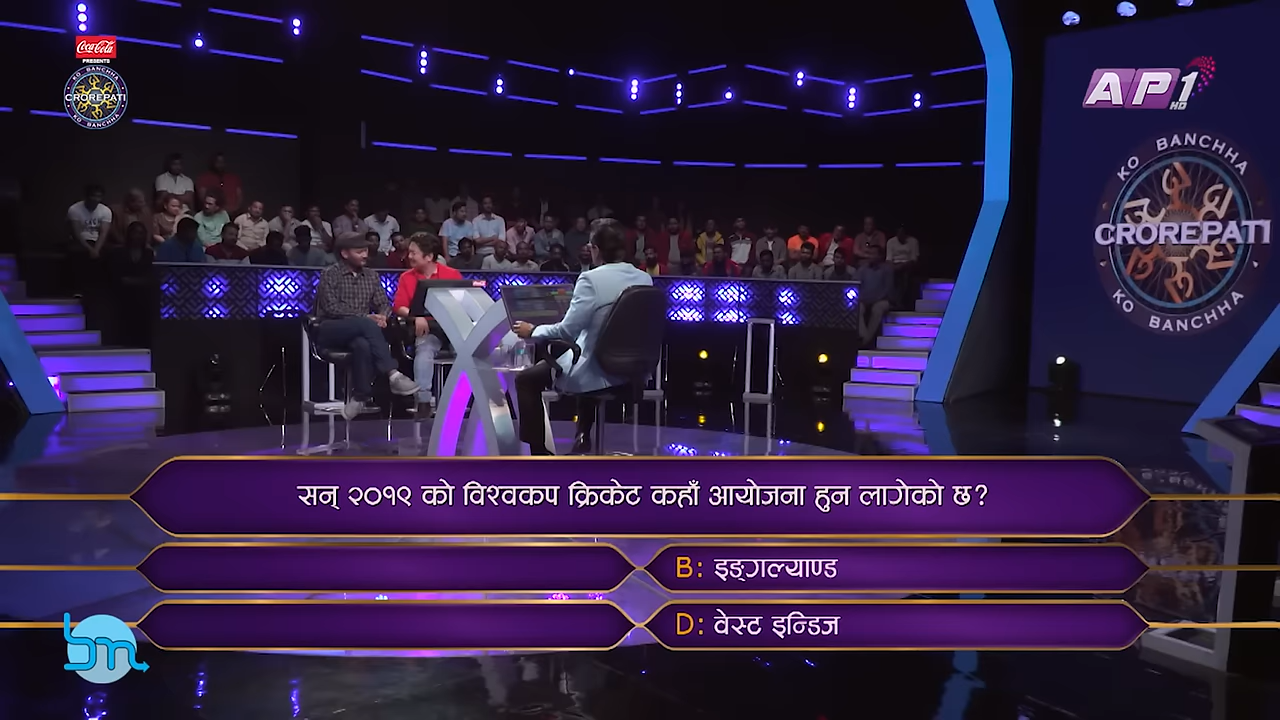 Coca-Cola
PRESENTS
KO BANCHHA
CROREPATI
KO BANCHHA
AP1
HD
KO BANCHHA
CROREPATI
KO BANCHHA
सन् २०१९ को विश्वकप क्रिकेट कहाँ आयोजना हुन लागेको छ?
B: इङ्गल्याण्ड
D: वेस्ट इन्डिज
bm